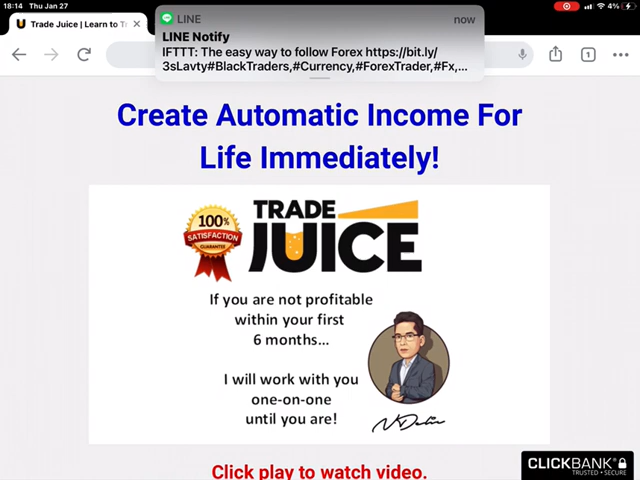 18:14 Thu Jan 27
4%
Trade Juice | Learn to T
LINE
now
LINE Notify
IFTTT: The easy way to follow Forex https://bit.ly/
3sLavty#BlackTraders,#Currency,#ForexTrader,#Fx,...
1
Create Automatic Income For
Life Immediately!
100%
SATISFACTION
GUARANTEE
TRADE
JUICE
If you are not profitable
within your first
6 months...
I will work with you
one-on-one
until you are!
Click play to watch video.
CLICKBANK
TRUSTED • SECURE